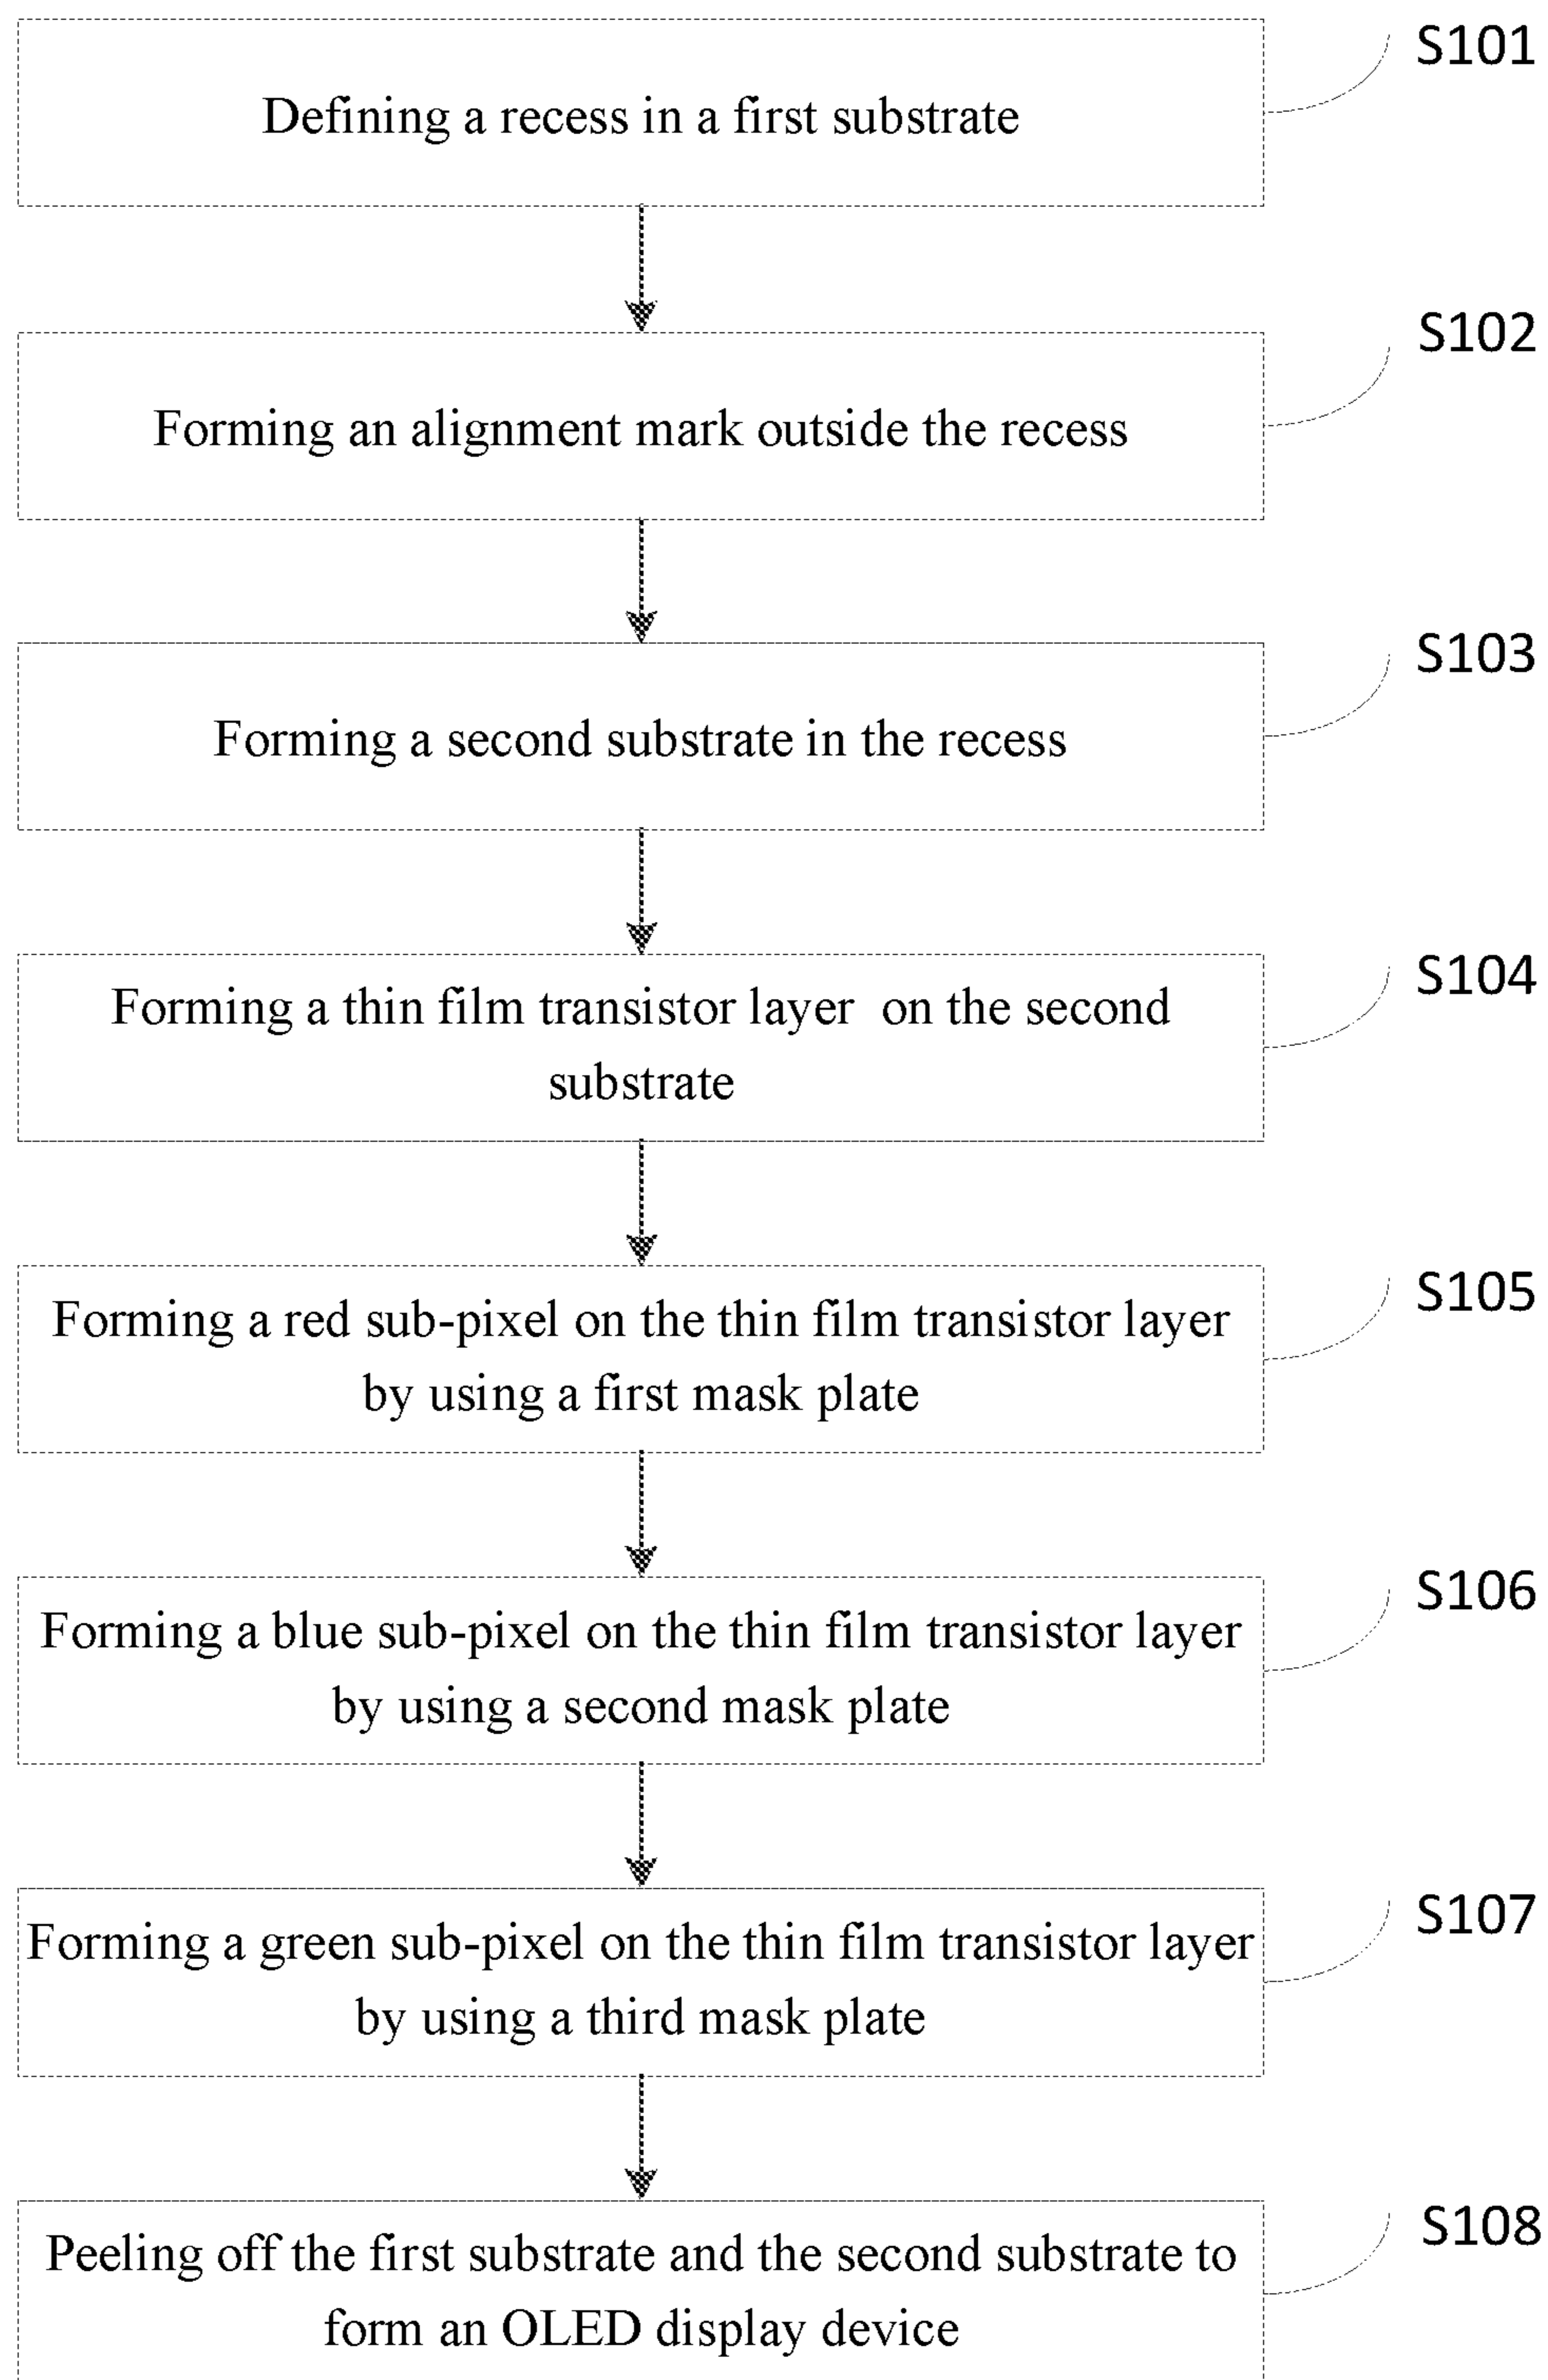 S101
Defining a recess in a first substrate
S102
Forming an alignment mark outside the recess
S103
Forming a second substrate in the recess
S104
Forming a thin film transistor layer  on the second
substrate
S105
Forming a red sub-pixel on the thin film transistor layer
by using a first mask plate
S106
Forming a blue sub-pixel on the thin film transistor layer
by using a second mask plate
S107
Forming a green sub-pixel on the thin film transistor layer
by using a third mask plate
S108
Peeling off the first substrate and the second substrate to
form an OLED display device